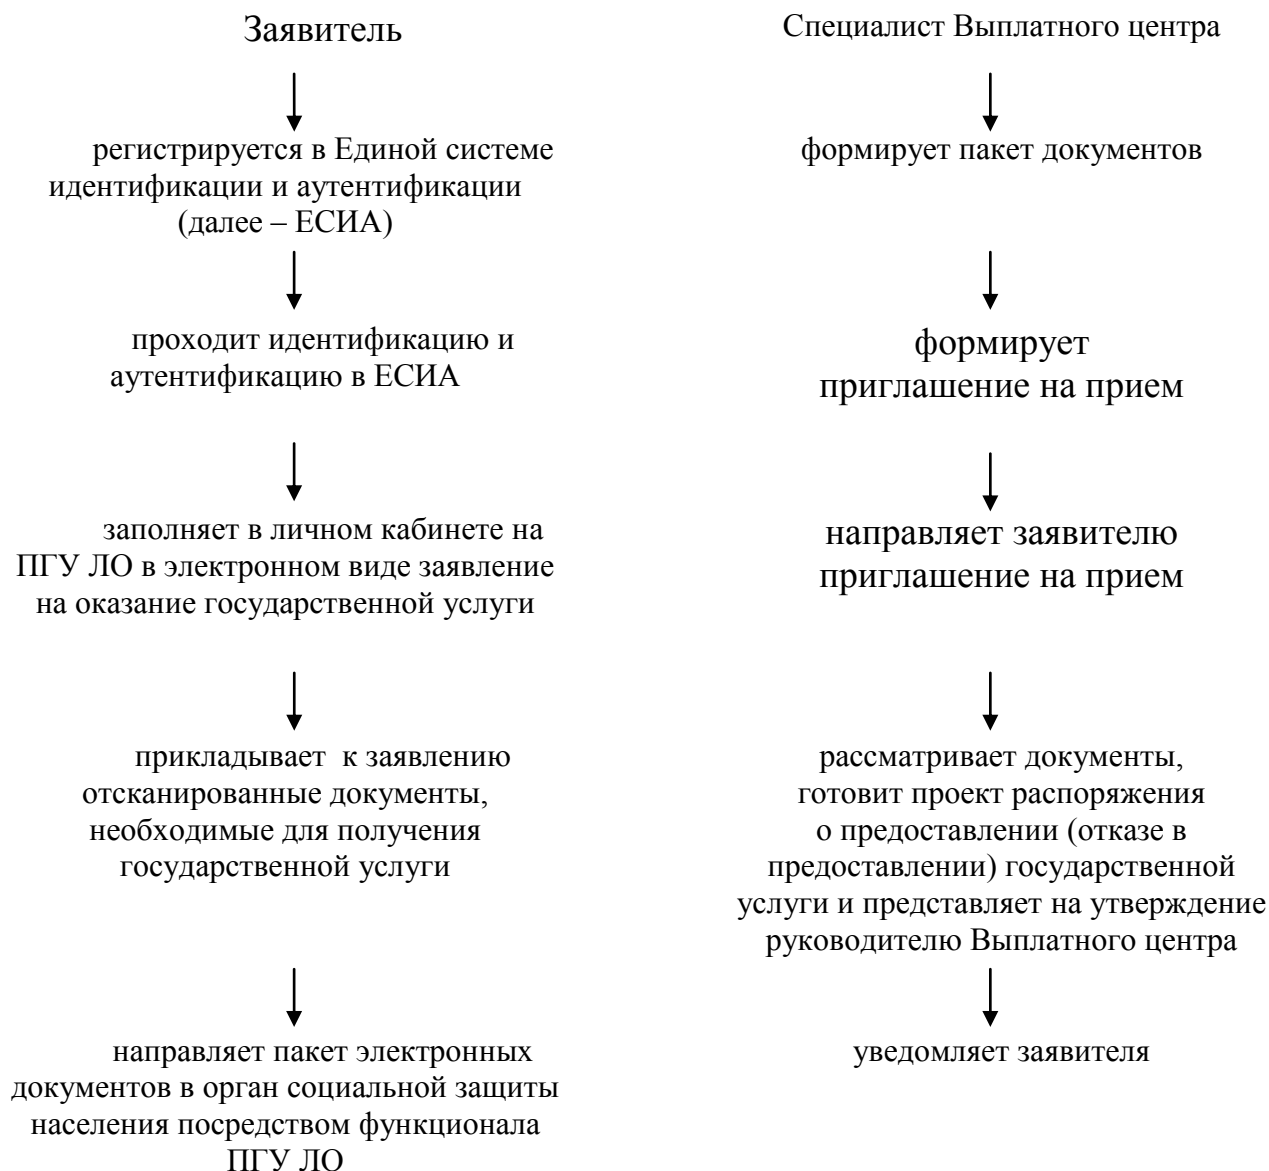 Заявитель
регистрируется в Единой системе
идентификации и аутентификации
(далее – ЕСИА)
проходит идентификацию и
аутентификацию в ЕСИА
заполняет в личном кабинете на
ПГУ ЛО в электронном виде заявление
на оказание государственной услуги
прикладывает к заявлению
отсканированные документы,
необходимые для получения
государственной услуги
направляет пакет электронных
документов в орган социальной защиты
населения посредством функционала
ПГУ ЛО
Специалист Выплатного центра
формирует пакет документов
формирует
приглашение на прием
направляет заявителю
приглашение на прием
рассматривает документы,
готовит проект распоряжения
о предоставлении (отказе в
предоставлении) государственной
услуги и представляет на утверждение
руководителю Выплатного центра
уведомляет заявителя